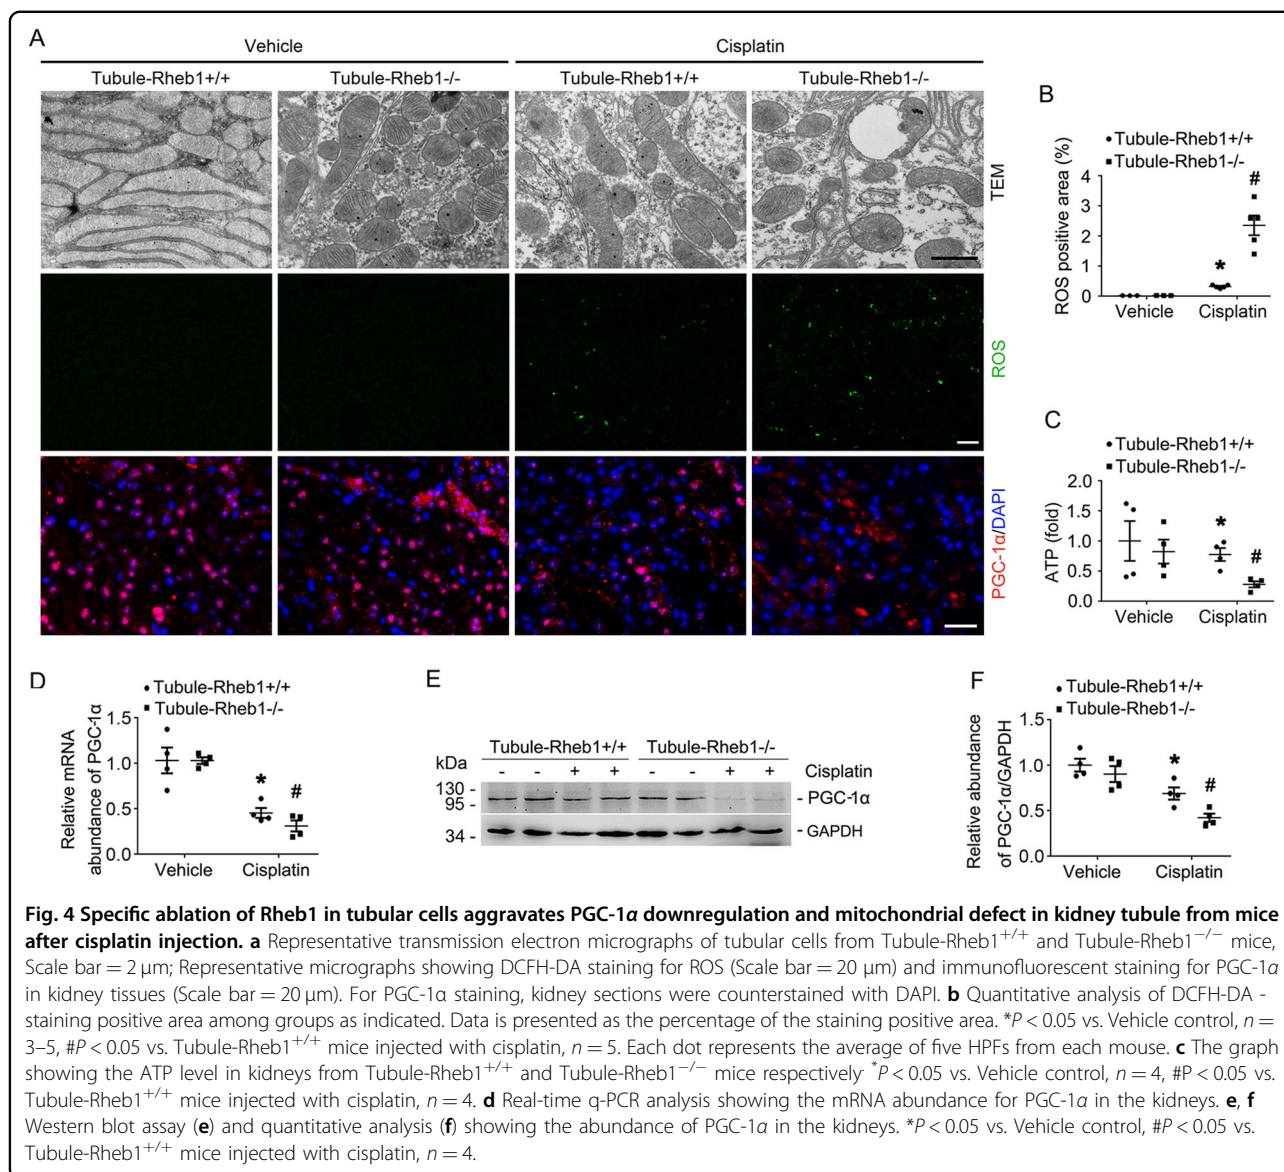 A
Vehicle
Cisplatin
Tubule-Rheb1+/+
Tubule-Rheb1-/-
Tubule-Rheb1+/+
Tubule-Rheb1-/-
TEM
ROS
PGC-1α/DAPI
B
Tubule-Rheb1+/+
Tubule-Rheb1-/-
ROS positive area (%)
4
3
2
1
0
*
#
Vehicle
Cisplatin
C
Tubule-Rheb1+/+
Tubule-Rheb1-/-
ATP (fold)
2.0
1.5
1.0
0.5
0.0
*
#
Vehicle
Cisplatin
D
Tubule-Rheb1+/+
Tubule-Rheb1-/-
Relative mRNA
abundance of PGC-1α
1.5
1.0
0.5
0.0
*
#
Vehicle
Cisplatin
E
Tubule-Rheb1+/+ Tubule-Rheb1-/-
kDa
- - + + - - + + Cisplatin
130 -
95 -
- PGC-1α
34 -
- GAPDH
F
Tubule-Rheb1+/+
Tubule-Rheb1-/-
Relative abundance
of PGC-1α/GAPDH
1.5
1.0
0.5
0.0
*
#
Vehicle
Cisplatin
Fig. 4 Specific ablation of Rheb1 in tubular cells aggravates PGC-1α downregulation and mitochondrial defect in kidney tubule from mice
after cisplatin injection. a Representative transmission electron micrographs of tubular cells from Tubule-Rheb1+/+ and Tubule-Rheb1−/− mice,
Scale bar = 2 μm; Representative micrographs showing DCFH-DA staining for ROS (Scale bar = 20 μm) and immunofluorescent staining for PGC-1α
in kidney tissues (Scale bar = 20 μm). For PGC-1α staining, kidney sections were counterstained with DAPI. b Quantitative analysis of DCFH-DA -
staining positive area among groups as indicated. Data is presented as the percentage of the staining positive area. *P < 0.05 vs. Vehicle control, n =
3–5, #P < 0.05 vs. Tubule-Rheb1+/+ mice injected with cisplatin, n = 5. Each dot represents the average of five HPFs from each mouse. c The graph
showing the ATP level in kidneys from Tubule-Rheb1+/+ and Tubule-Rheb1−/− mice respectively *P < 0.05 vs. Vehicle control, n = 4, #P < 0.05 vs.
Tubule-Rheb1+/+ mice injected with cisplatin, n = 4. d Real-time q-PCR analysis showing the mRNA abundance for PGC-1α in the kidneys. e, f
Western blot assay (e) and quantitative analysis (f) showing the abundance of PGC-1α in the kidneys. *P < 0.05 vs. Vehicle control, #P < 0.05 vs.
Tubule-Rheb1+/+ mice injected with cisplatin, n = 4.